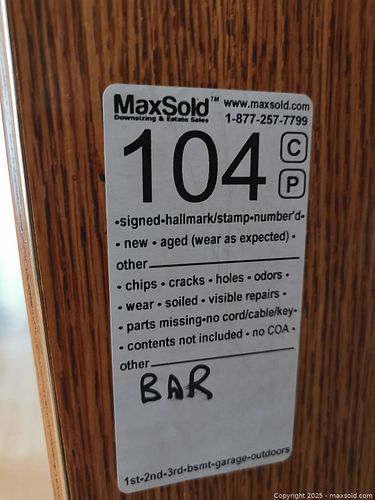 MaxSold™ www.maxsold.com
Downsizing & Estate Sales 1-877-257-7799
104 C
P
•signed•hallmark/stamp•number'd•
• new • aged (wear as expected) •
other
• chips • cracks • holes • odors •
• wear • soiled • visible repairs •
• parts missing•no cord/cable/key•
• contents not included • no COA •
other
BAR
1st•2nd•3rd•bsmt•garage•outdoors
Copyright 2025 - maxsold.com